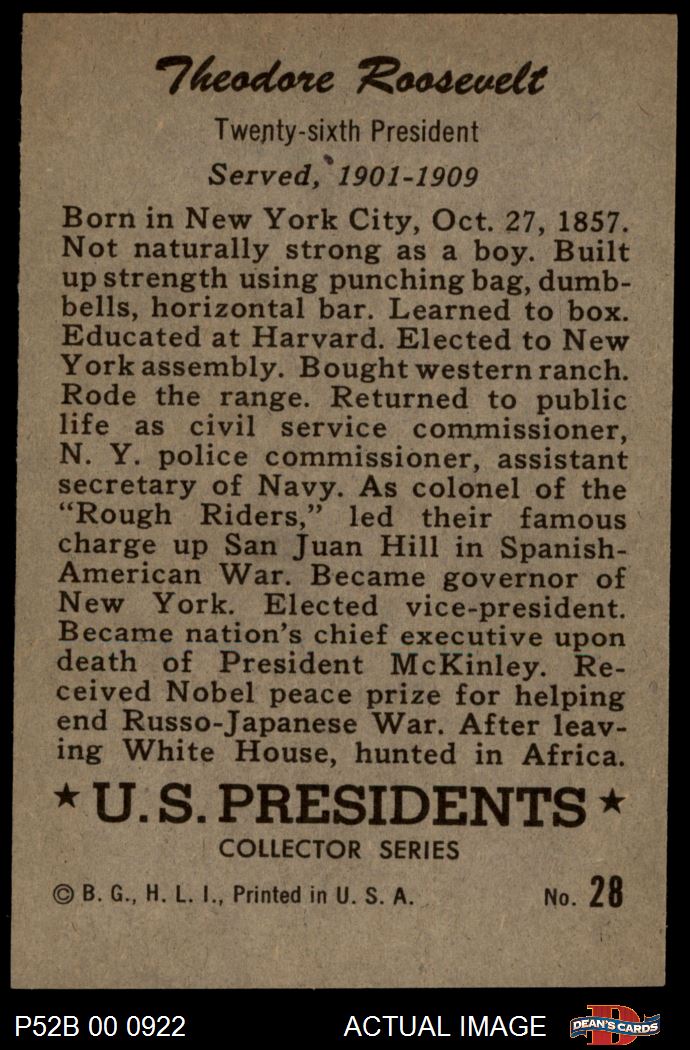 Theodore Roosevelt
Twenty-sixth President
Served, 1901-1909
Born in New York City, Oct. 27, 1857.
Not naturally strong as a boy. Built
up strength using punching bag, dumb-
bells, horizontal bar. Learned to box.
Educated at Harvard. Elected to New
York assembly. Bought western ranch.
Rode the range. Returned to public
life as civil service commissioner,
N. Y. police commissioner, assistant
secretary of Navy. As colonel of the
“Rough Riders,” led their famous
charge up San Juan Hill in Spanish-
American War. Became governor of
New York. Elected vice-president.
Became nation’s chief executive upon
death of President McKinley. Re-
ceived Nobel peace prize for helping
end Russo-Japanese War. After leav-
ing White House, hunted in Africa.
★ U.S. PRESIDENTS ★
COLLECTOR SERIES
© B. G., H. L. I., Printed in U. S. A. No. 28
P52B 00 0922 ACTUAL IMAGE DEAN'S CARDS